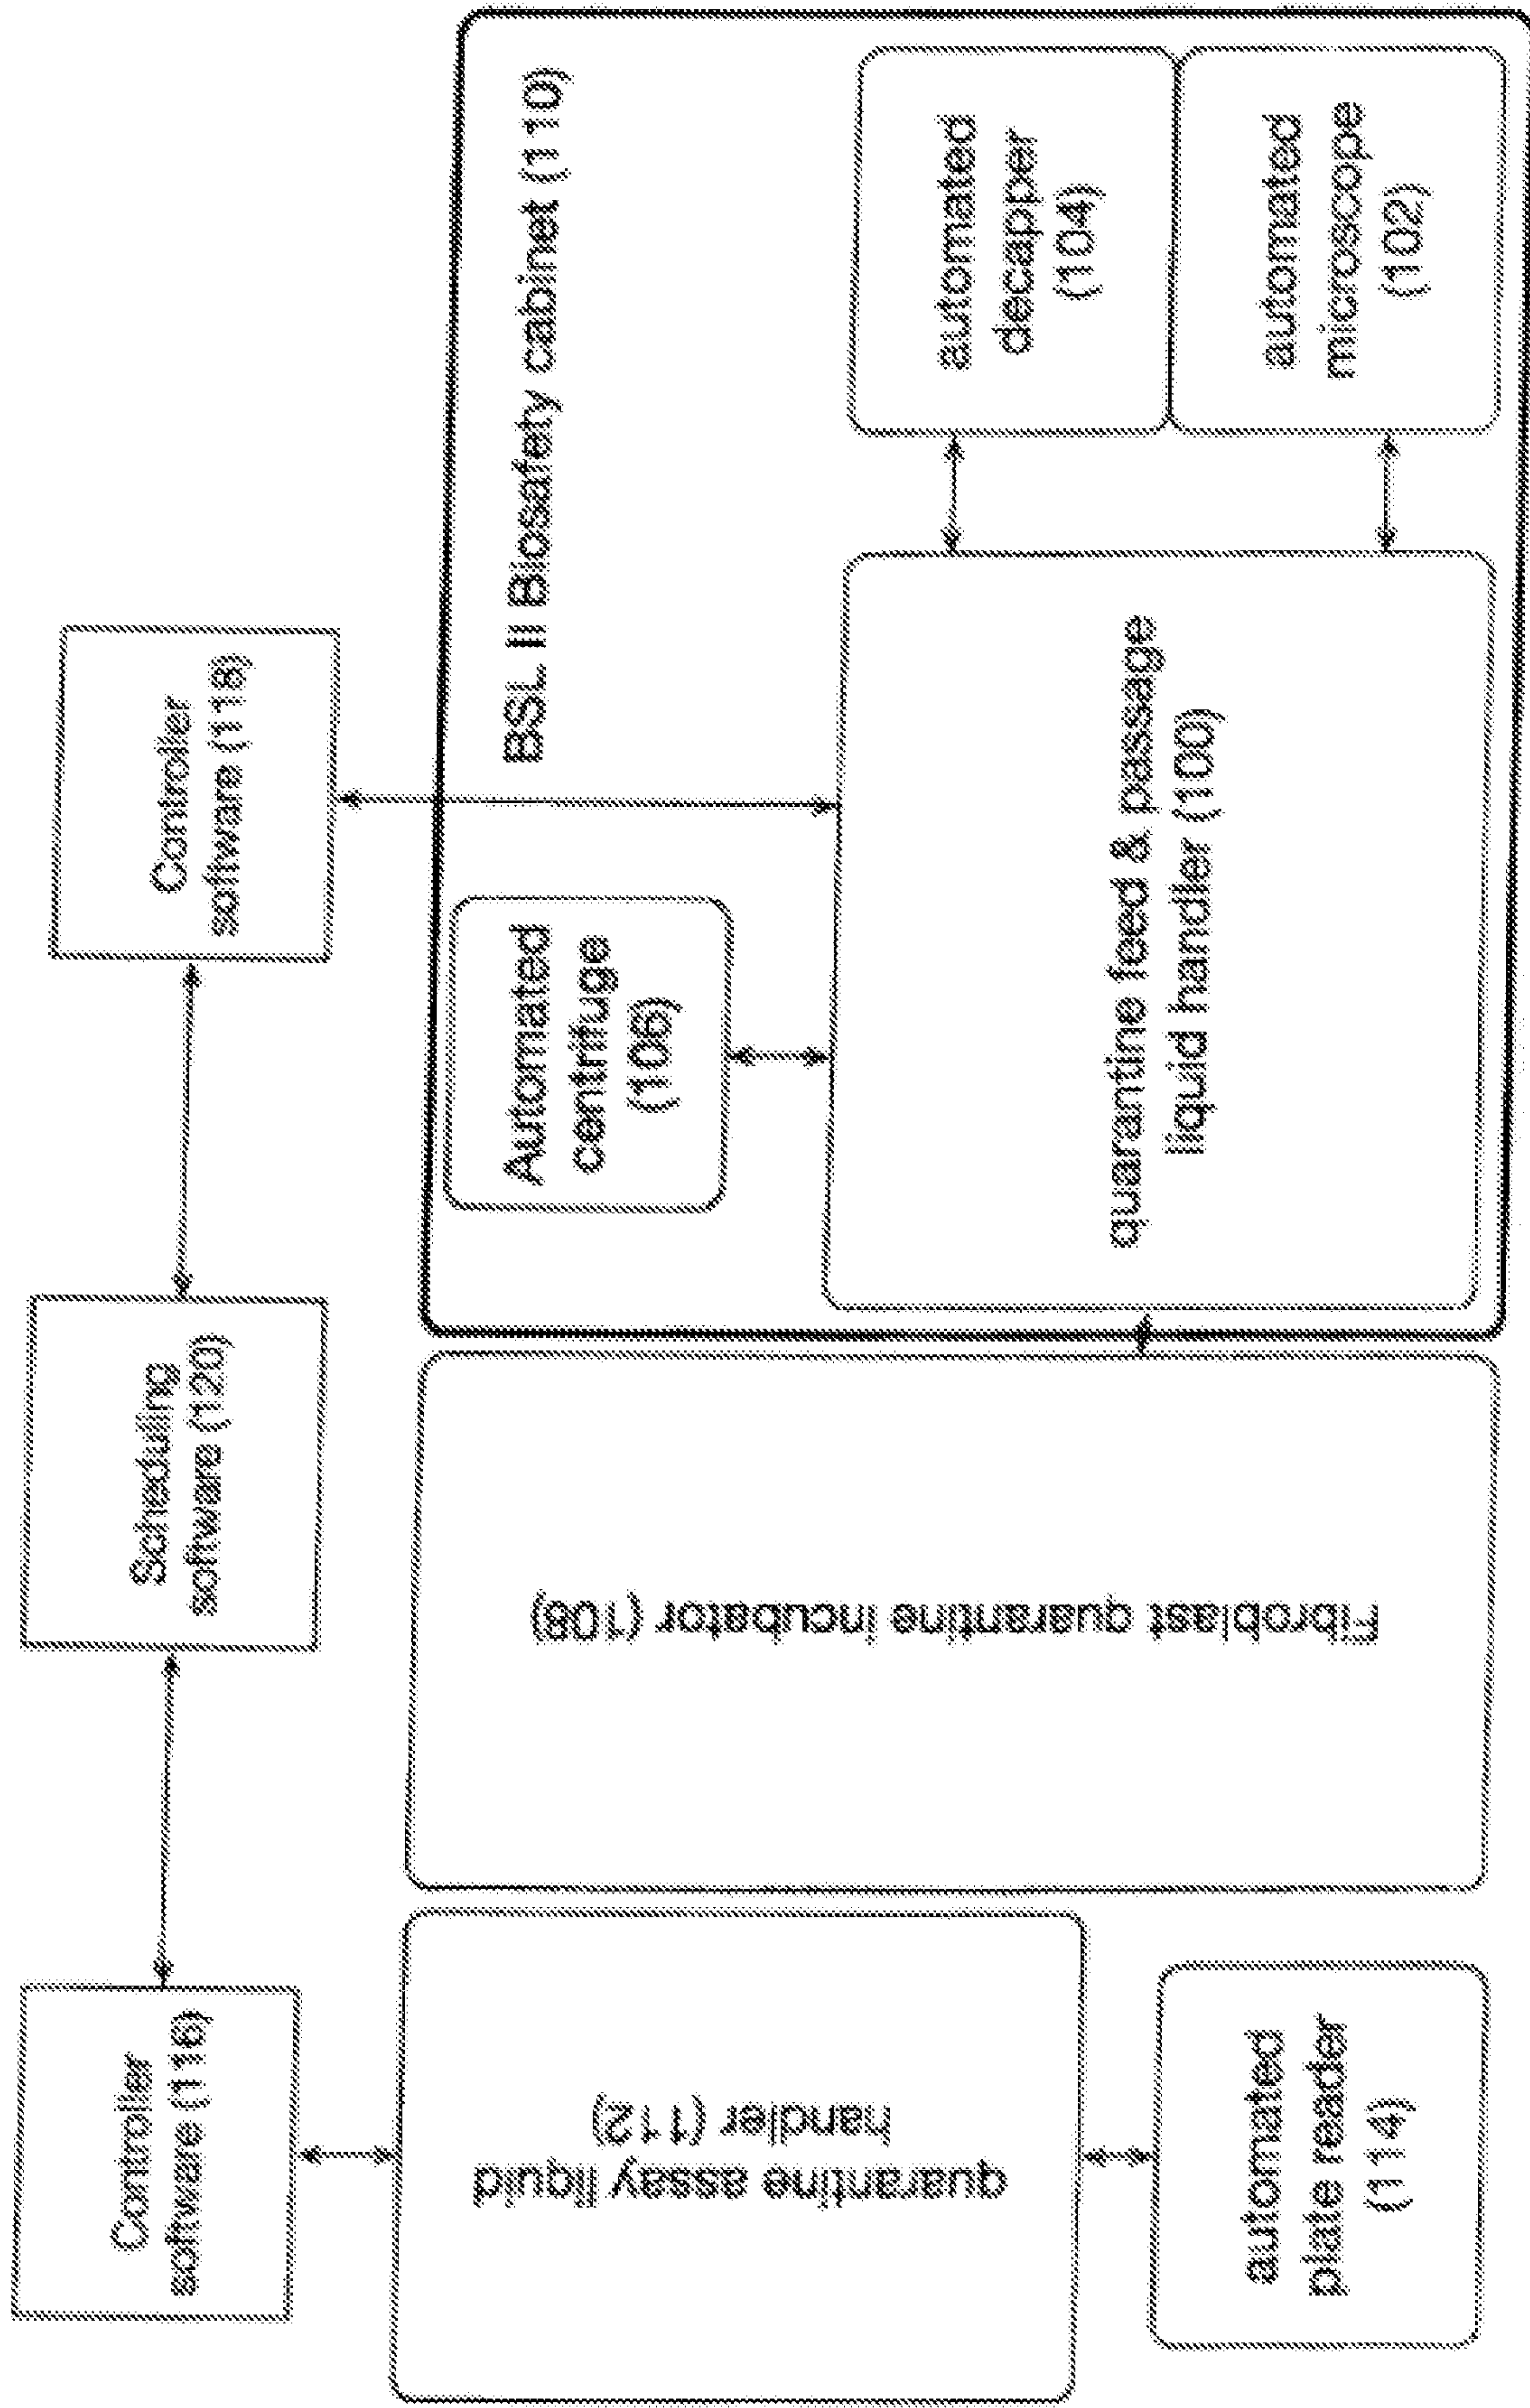 Controller
software (116)
Scheduling
software (120)
Controller
software (118)
quarantine assay liquid
handler (112)
automated
plate reader
(114)
Fibroblast quarantine incubator (108)
BSL II Biosafety cabinet (110)
Automated
centrifuge
(106)
quarantine feed & passage
liquid handler (100)
automated
decapper
(104)
automated
microscope
(102)